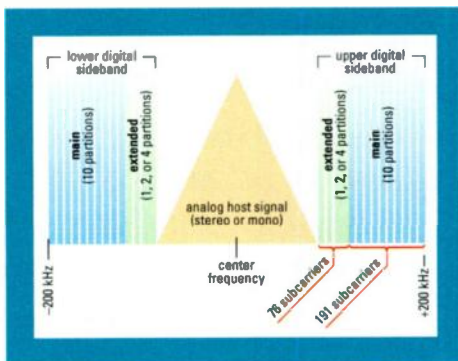 lower digital
sideband
upper digital
sideband
main
(10 partitions)
extended
(1, 2, or 4 partitions)
analog host signal
(stereo or mono)
extended
(1, 2, or 4 partitions)
main
(10 partitions)
–200 kHz
center
frequency
76 subcarriers
191 subcarriers
+200 kHz